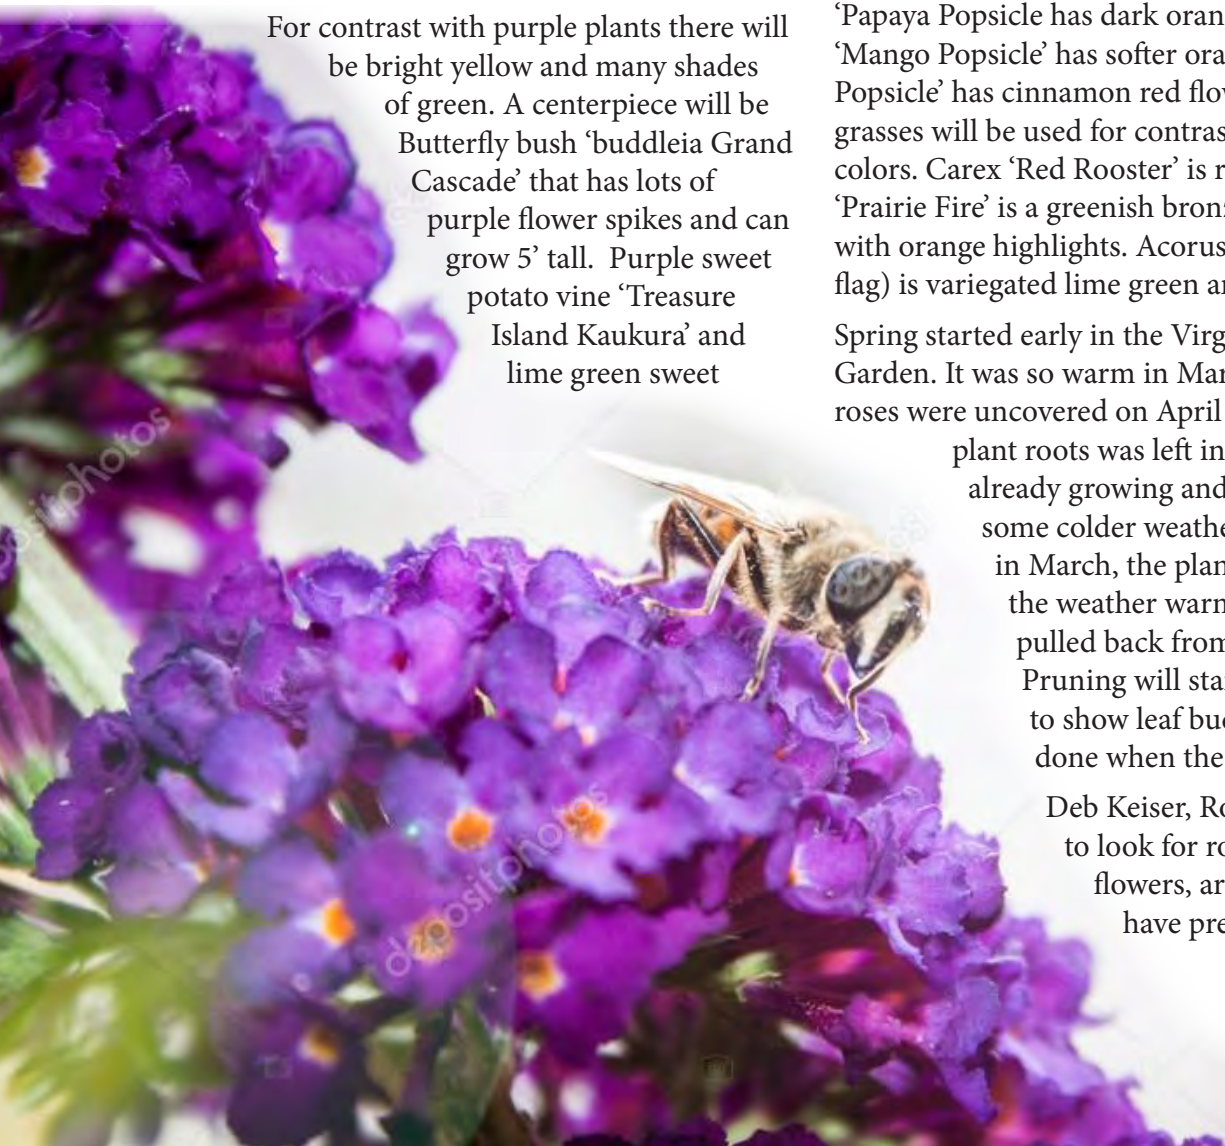 For contrast with purple plants there will
be bright yellow and many shades
of green. A centerpiece will be
Butterfly bush ‘buddleia Grand
Cascade’ that has lots of
purple flower spikes and can
grow 5’ tall.  Purple sweet
potato vine ‘Treasure
Island Kaukura’ and
lime green sweet
‘Papaya Popsicle has dark oran
‘Mango Popsicle’ has softer ora
Popsicle’ has cinnamon red flow
grasses will be used for contras
colors. Carex ‘Red Rooster’ is r
‘Prairie Fire’ is a greenish bron
with orange highlights. Acorus
flag) is variegated lime green a
Spring started early in the Virg
Garden. It was so warm in Mar
roses were uncovered on April
plant roots was left in
already growing and
some colder weathe
in March, the plan
the weather warn
pulled back from
Pruning will sta
to show leaf bu
done when the
Deb Keiser, Ro
to look for ro
flowers, ar
have pre
depositphotos
depositphotos